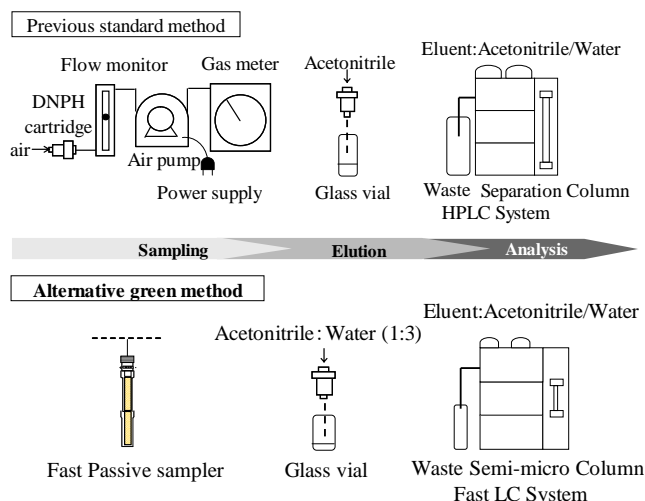 Previous standard method
Eluent:Acetonitrile/Water
Flow monitor
Gas meter
Acetonitrile
DNPH
cartridge
air
Air pump
Power supply
Glass vial
Waste Separation Column
HPLC System
Sampling
Elution
Analysis
Alternative green method
Eluent:Acetonitrile/Water
Acetonitrile:Water (1:3)
Fast Passive sampler
Glass vial
Waste Semi-micro Column
Fast LC System